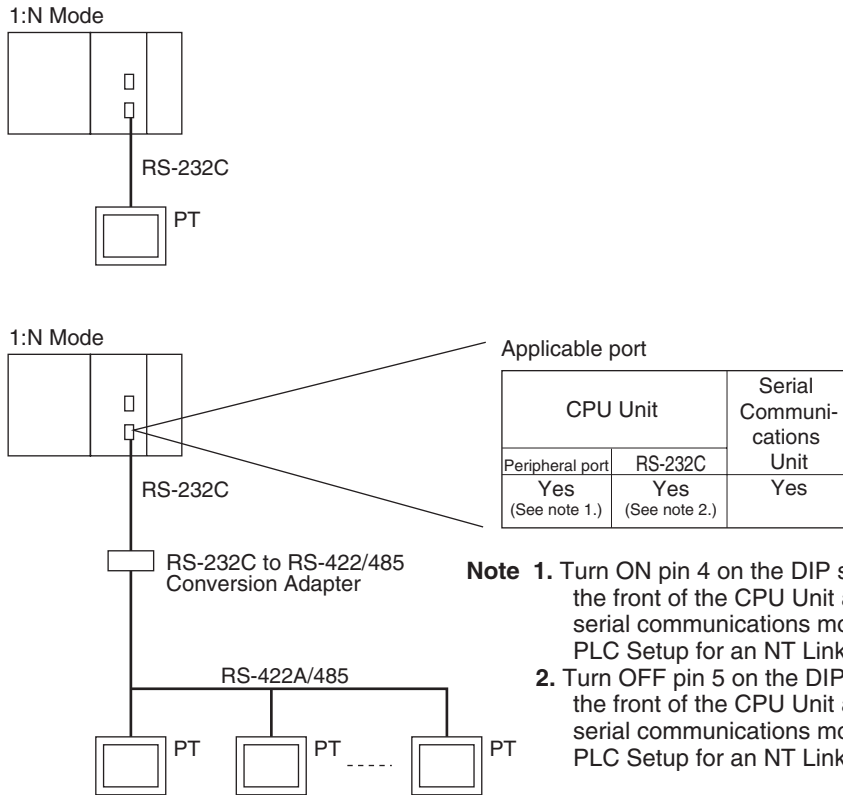 1:N Mode
RS-232C
PT
1:N Mode
Applicable port
CPU Unit
Serial
Communi-
cations
Unit
Peripheral port
RS-232C
Yes
(See note 1.)
Yes
(See note 2.)
Yes
RS-232C
RS-232C to RS-422/485
Conversion Adapter
Note 1. Turn ON pin 4 on the DIP
the front of the CPU Unit
serial communications
PLC Setup for an NT Link
2. Turn OFF pin 5 on the DIP
the front of the CPU Unit
serial communications
PLC Setup for an NT Link
RS-422A/485
PT
PT
PT